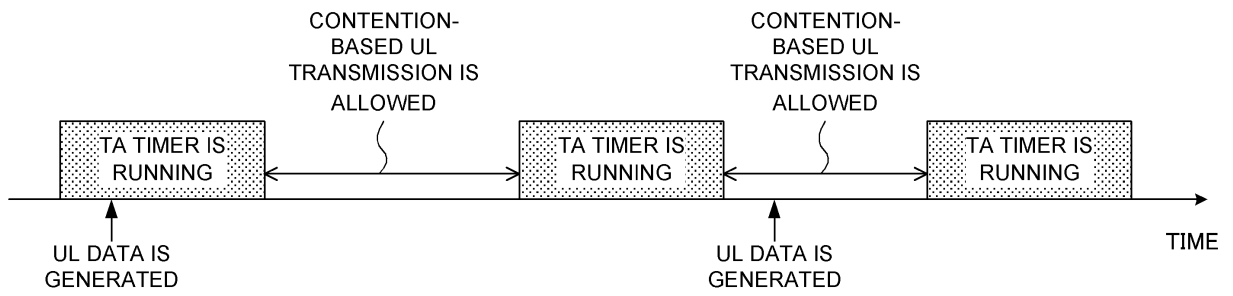 CONTENTION-
BASED UL
TRANSMISSION IS
ALLOWED
CONTENTION-
BASED UL
TRANSMISSION IS
ALLOWED
TA TIMER IS
RUNNING
TA TIMER IS
RUNNING
TA TIMER IS
RUNNING
UL DATA IS
GENERATED
UL DATA IS
GENERATED
TIME